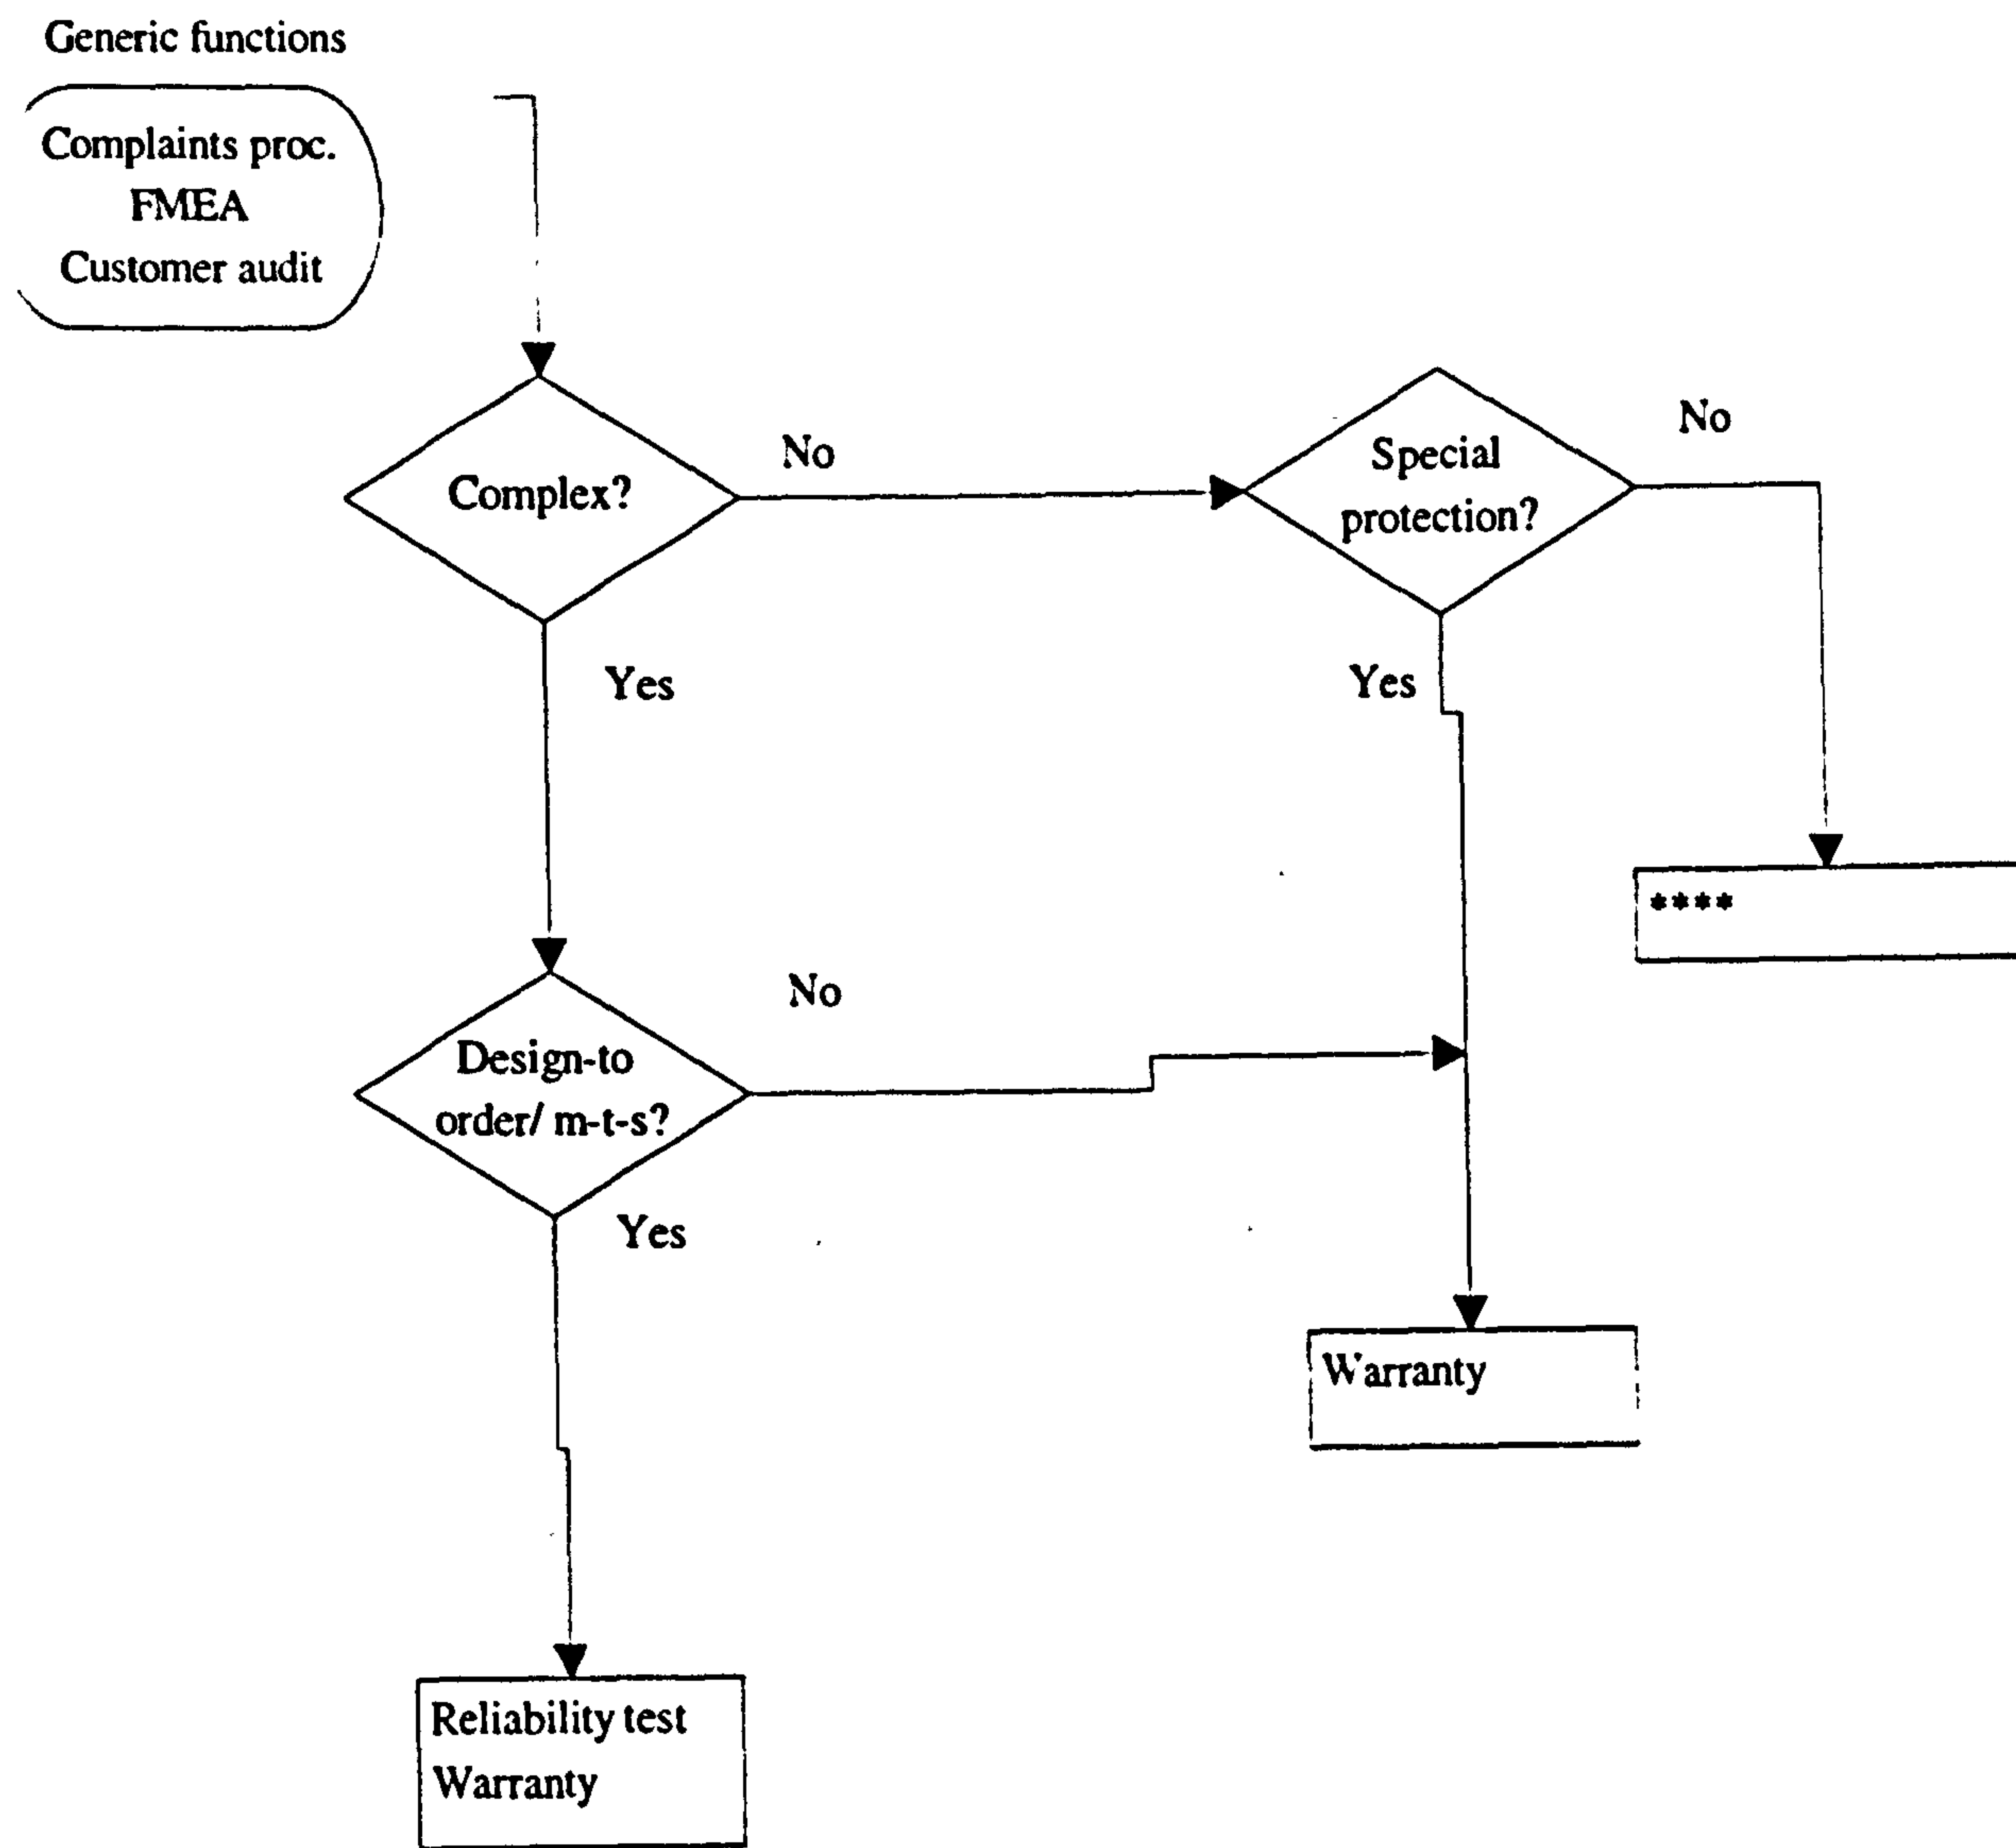 Generic functions
Complaints proc.
FMEA
Customer audit
Complex?
No
Special
protection?
No
Yes
Yes
****
Design-to
order/ m-t-s?
No
Yes
Warranty
Reliability test
Warranty